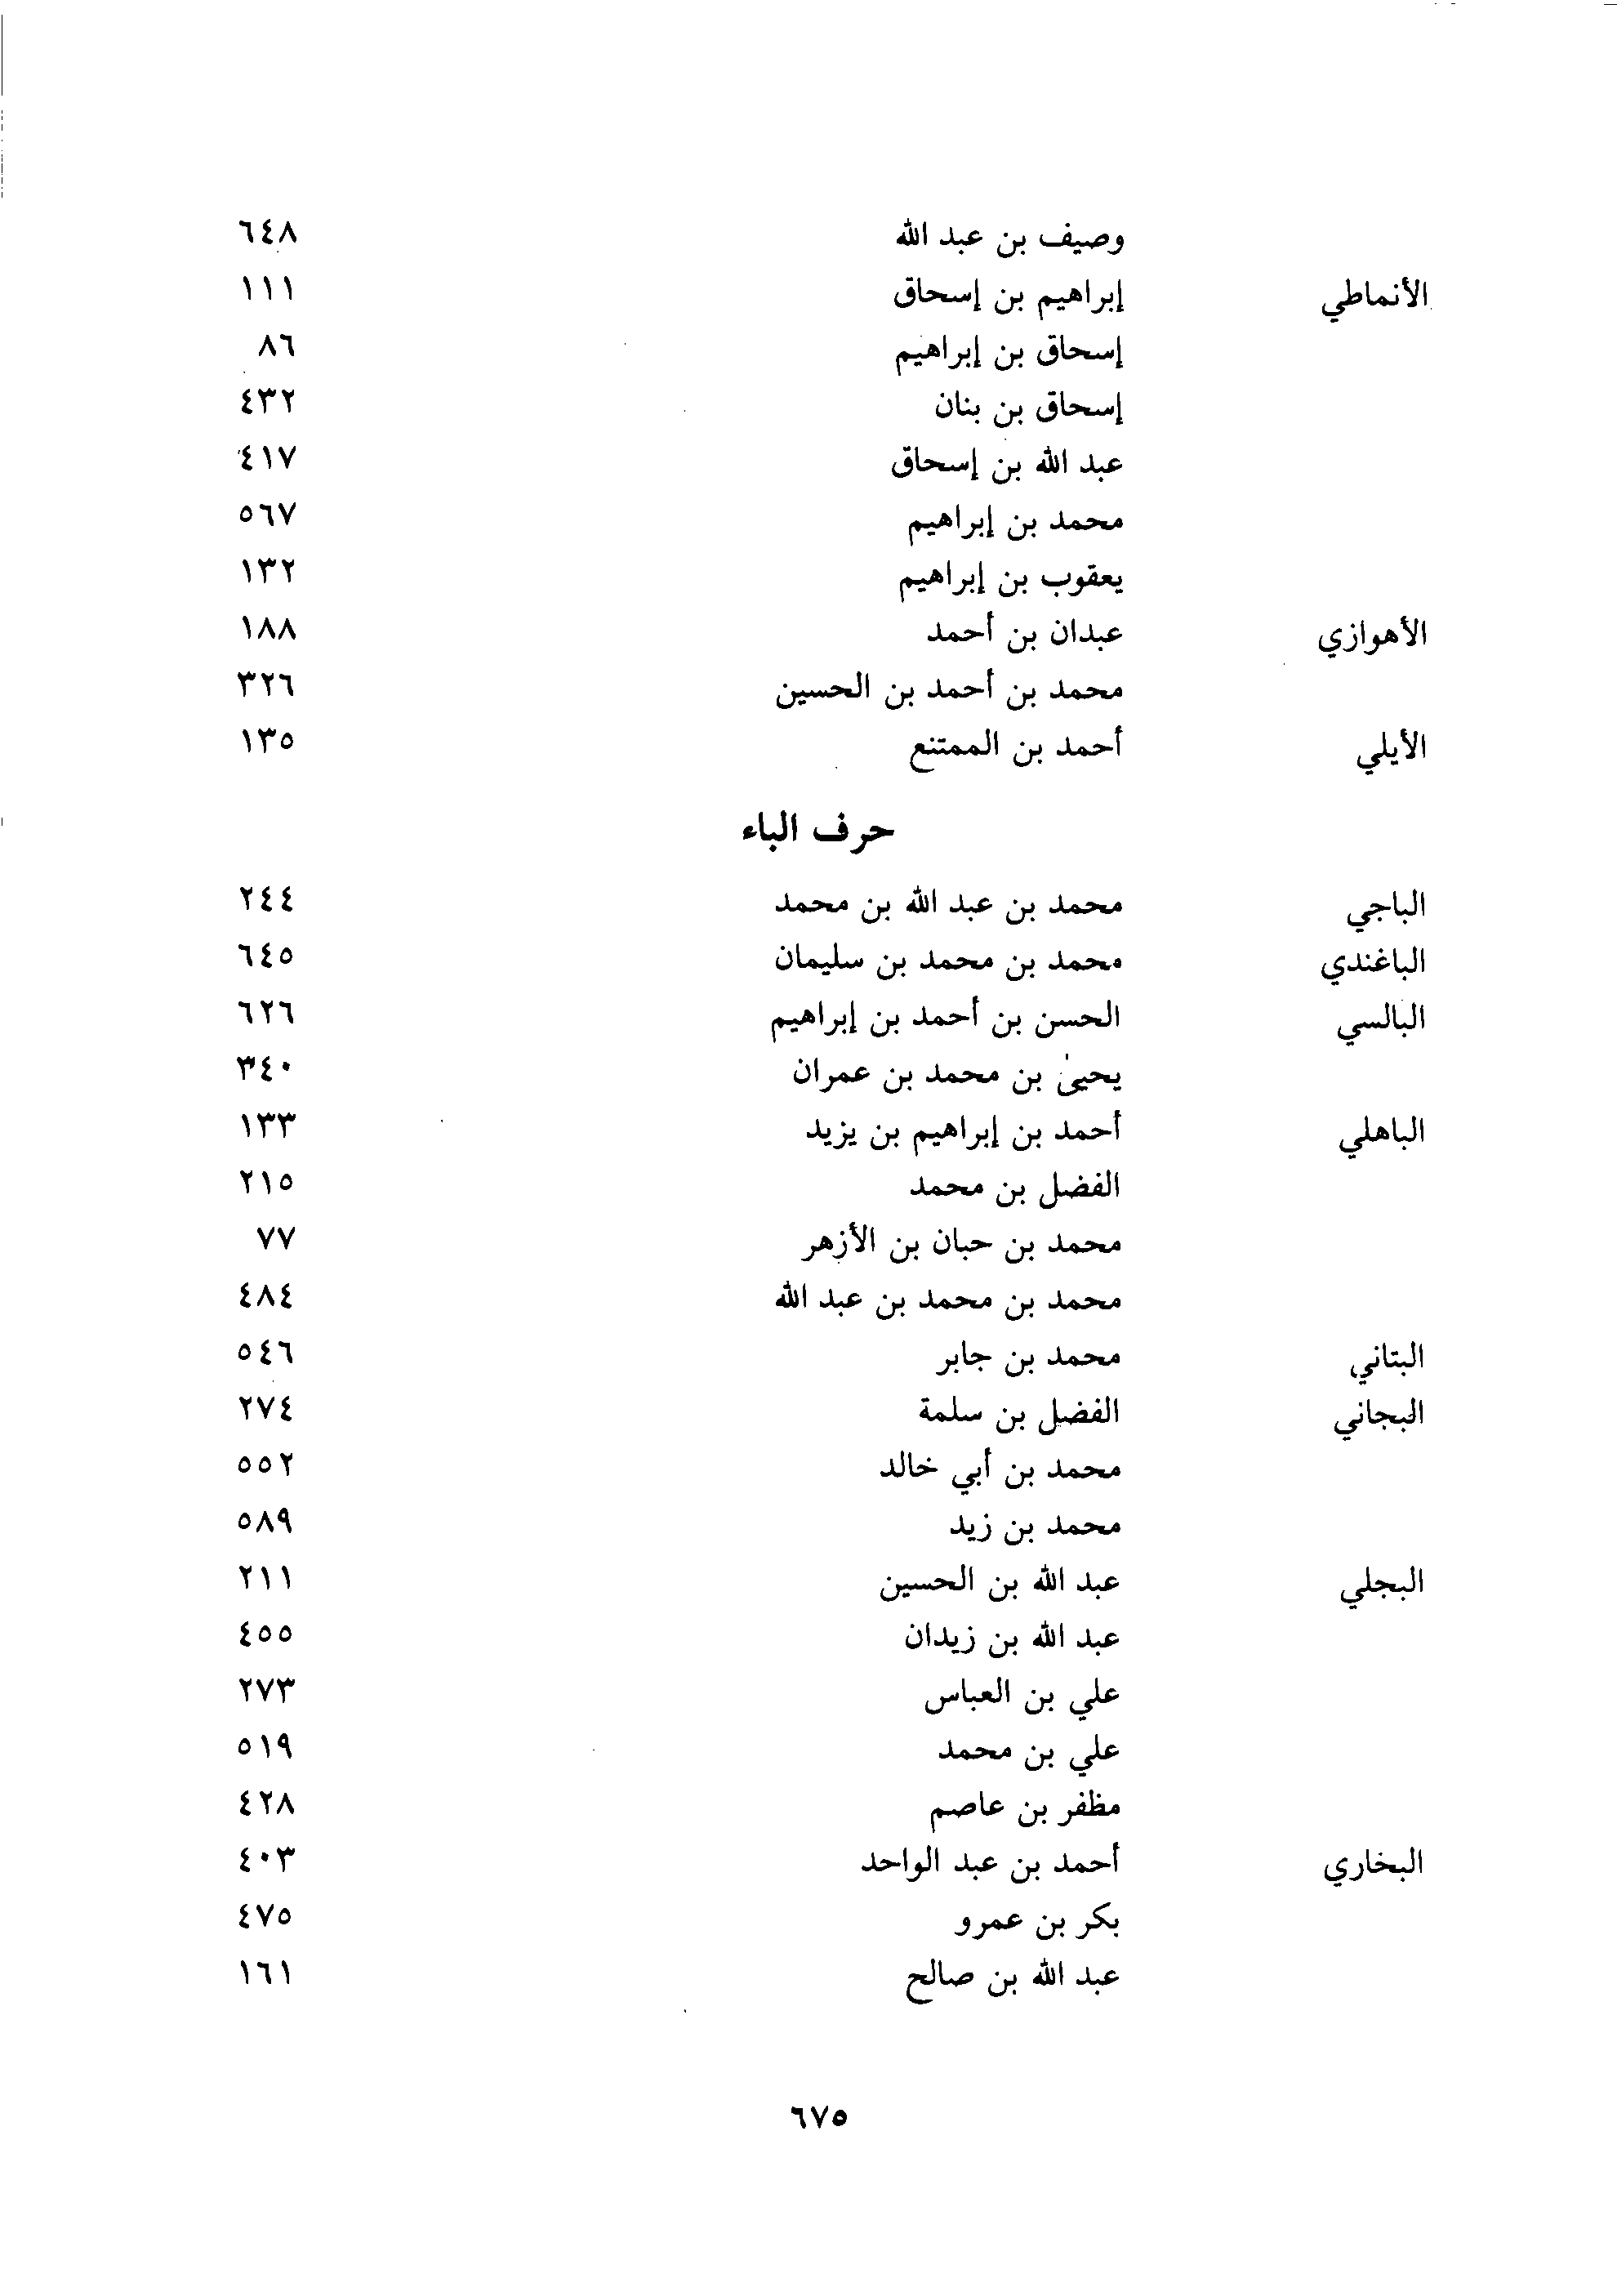 وصيف بن عبد الله ٦٤٨
الأنماطي إبراهيم بن إسحاق ١١١
إسحاق بن إبراهيم ٨٦
إسحاق بن بنان ٤٣٢
عبد الله بن إسحاق ٤١٧
محمد بن إبراهيم ٥٦٧
يعقوب بن إبراهيم ١٣٢
الأهوازي عبدان بن أحمد ١٨٨
محمد بن أحمد بن الحسين ٣٢٦
الأيلي أحمد بن الممتنع ١٣٥
حرف الباء
الباجي محمد بن عبد الله بن محمد ٢٤٤
الباغندي محمد بن محمد بن سليمان ٦٤٥
البالسي الحسن بن أحمد بن إبراهيم ٦٢٦
يحيىٰ بن محمد بن عمران ٣٤٠
الباهلي أحمد بن إبراهيم بن يزيد ١٣٣
الفضل بن محمد ٢١٥
محمد بن حبان بن الأزهر ٧٧
محمد بن محمد بن عبد الله ٤٨٤
البتاني محمد بن جابر ٥٤٦
البجاني الفضل بن سلمة ٢٧٤
محمد بن أبي خالد ٥٥٢
محمد بن زيد ٥٨٩
البجلي عبد الله بن الحسين ٢١١
عبد الله بن زيدان ٤٥٥
علي بن العباس ٢٧٣
علي بن محمد ٥١٩
مظفر بن عاصم ٤٢٨
البخاري أحمد بن عبد الواحد ٤٠٣
بكر بن عمرو ٤٧٥
عبد الله بن صالح ١٦١
٦٧٥